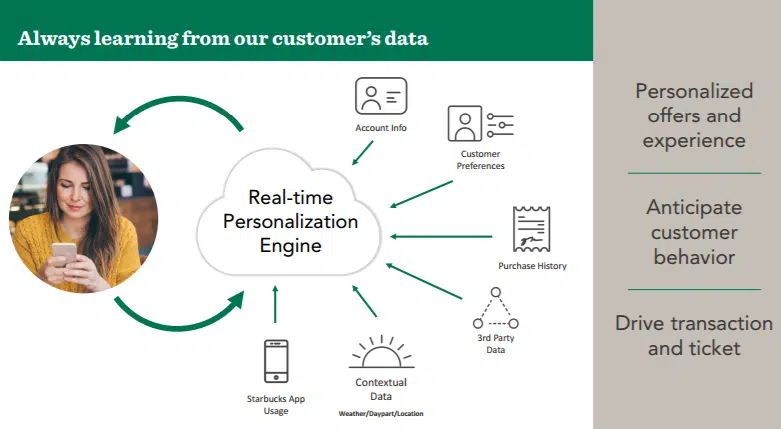 Always learning from our customer's data
Account Info
Customer
Preferences
Real-time
Personalization
Engine
Purchase History
3rd Party
Data
Contextual
Data
Weather/Daypart/Location
Starbucks App
Usage
Personalized
offers and
experience
Anticipate
customer
behavior
Drive transaction
and ticket